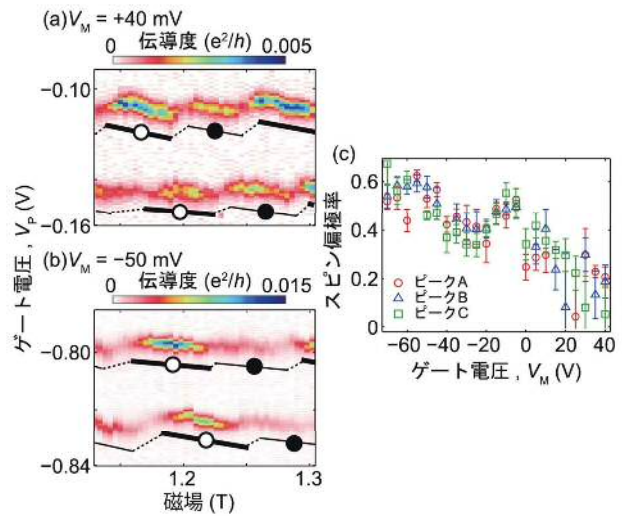 (a) V_M = +40 mV
伝導度 (e²/h)
0
0.005
−0.10
−0.16
ゲート電圧 , V_P (V)
(b) V_M = −50 mV
伝導度 (e²/h)
0
0.015
−0.80
−0.84
1.2
1.3
磁場 (T)
(c)
スピン偏極率
0.6
0.4
0.2
0
ピークA
ピークB
ピークC
−60
−40
−20
0
20
40
ゲート電圧 , V_M (V)